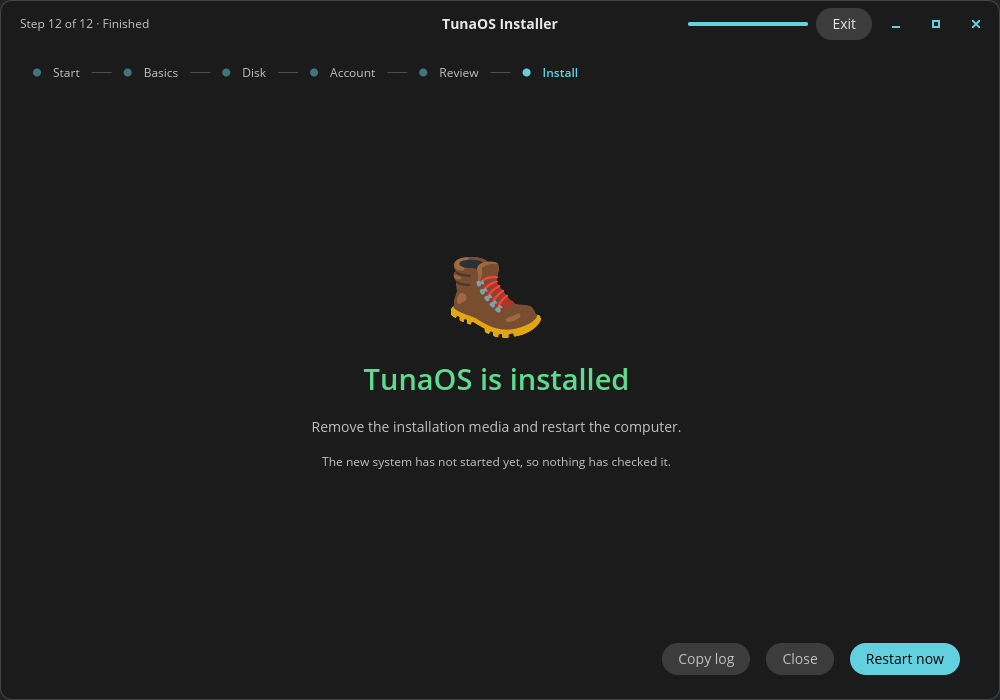 Step 12 of 12 · Finished
TunaOS Installer
Exit
Start
Basics
Disk
Account
Review
Install
TunaOS is installed
Remove the installation media and restart the computer.
The new system has not started yet, so nothing has checked it.
Copy log
Close
Restart now